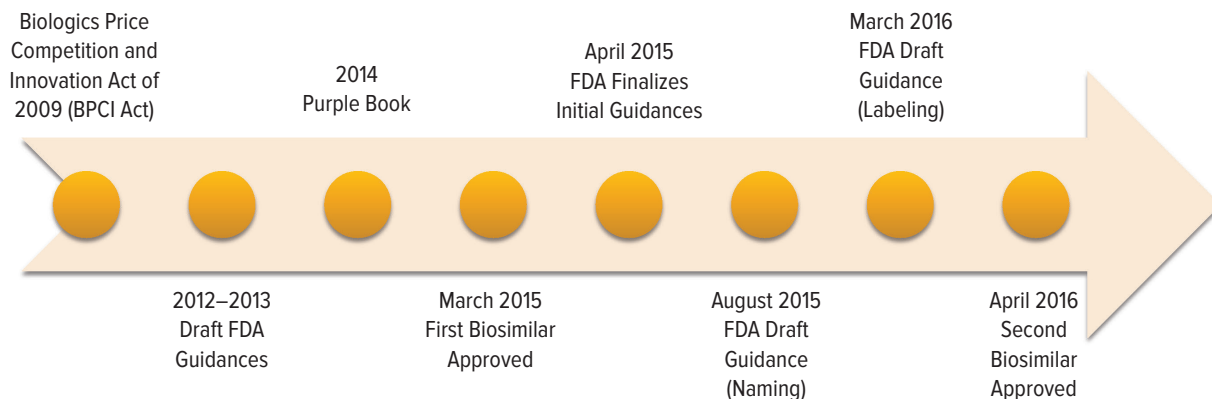 Biologics Price
Competition and
Innovation Act of
2009 (BPCI Act)
2012–2013
Draft FDA
Guidances
2014
Purple Book
March 2015
First Biosimilar
Approved
April 2015
FDA Finalizes
Initial Guidances
August 2015
FDA Draft
Guidance
(Naming)
March 2016
FDA Draft
Guidance
(Labeling)
April 2016
Second
Biosimilar
Approved